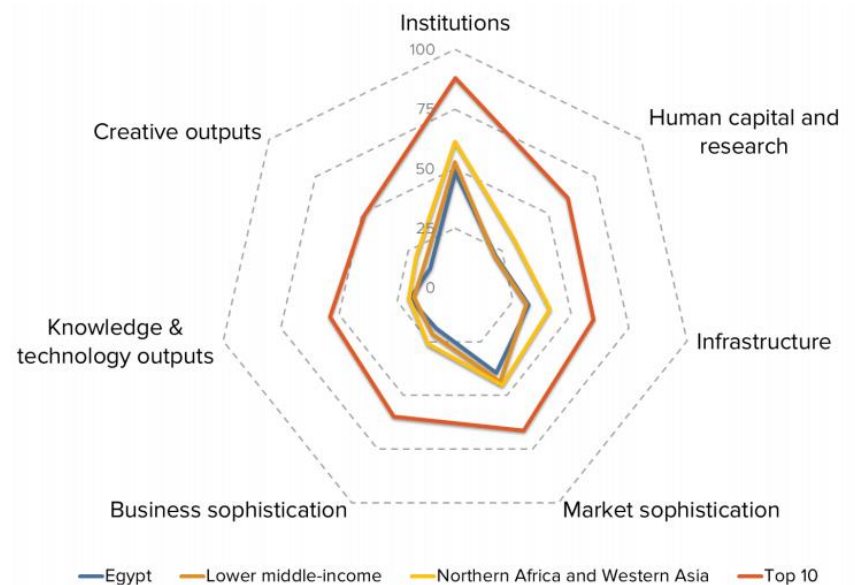 Institutions
100
75
50
25
0
Human capital and
research
Infrastructure
Market sophistication
Business sophistication
Knowledge &
technology outputs
Creative outputs
Egypt
Lower middle-income
Northern Africa and Western Asia
Top 10